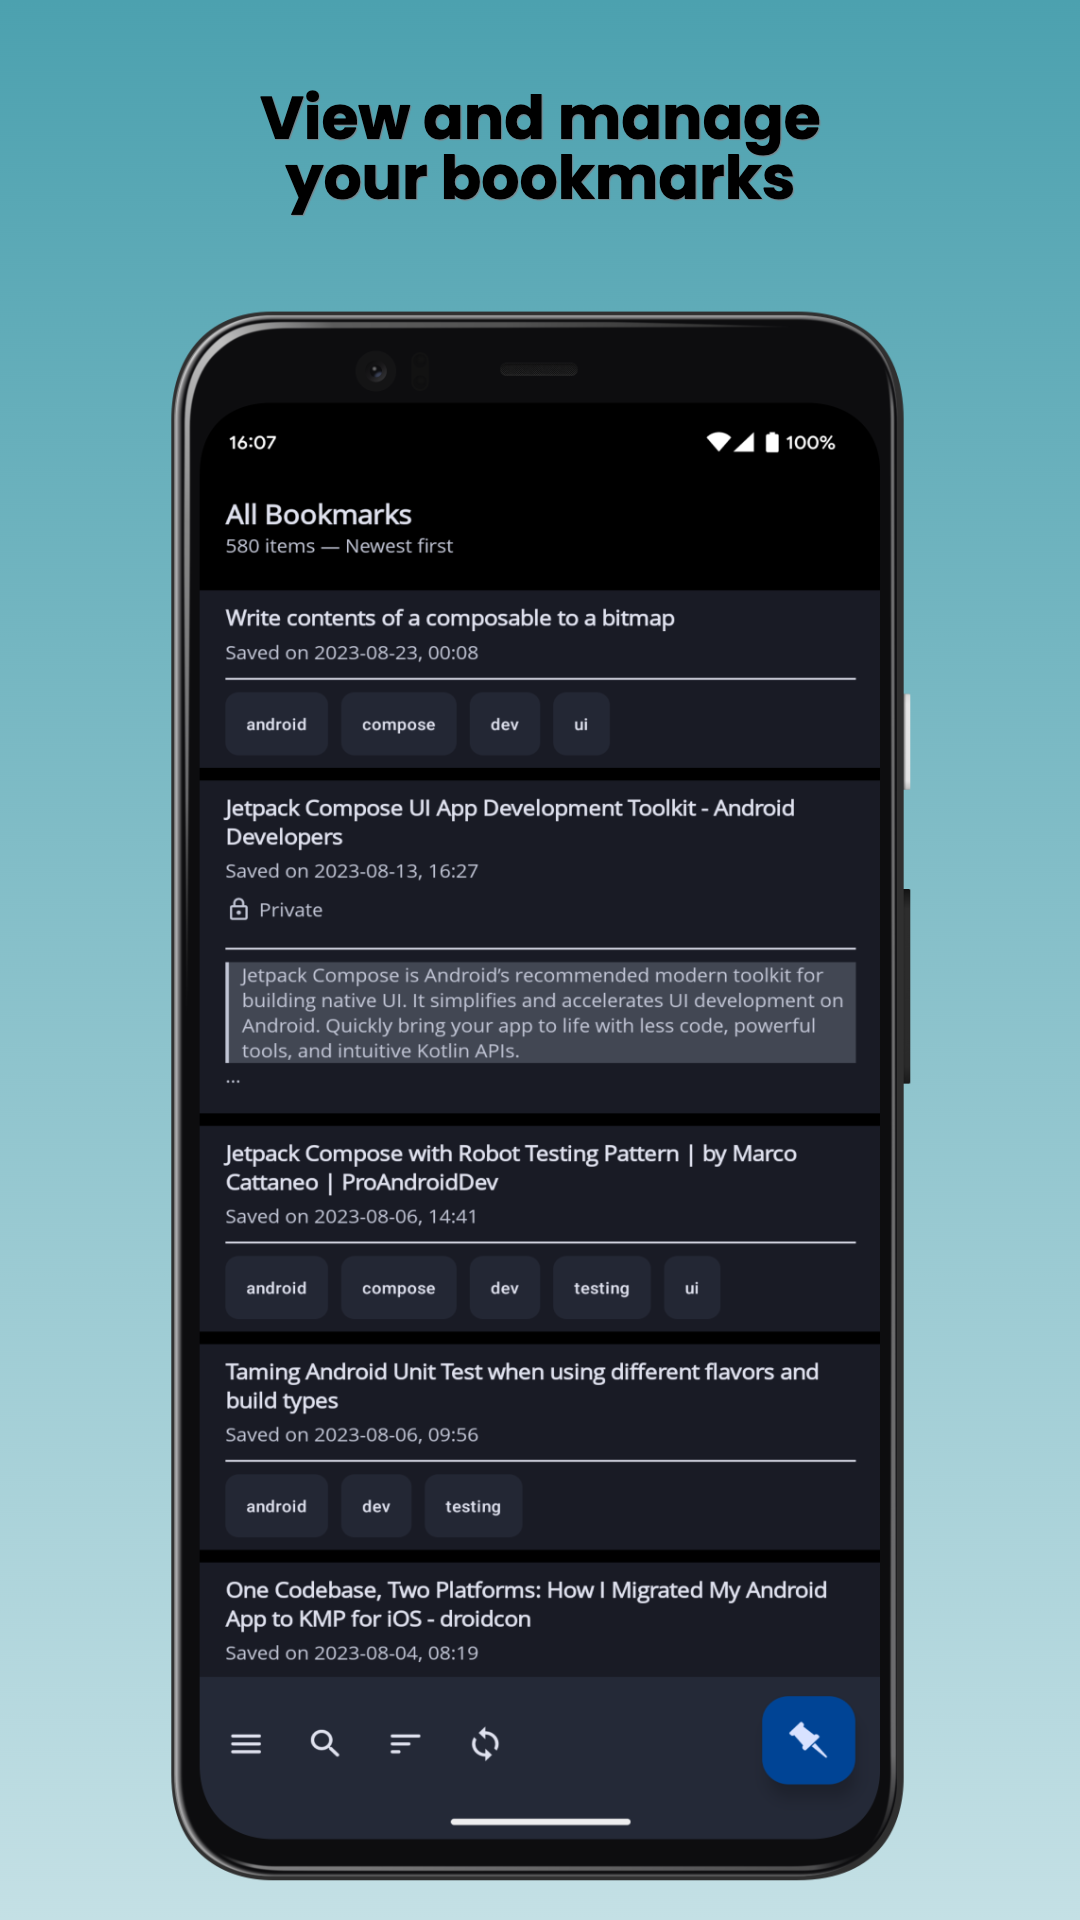 View and manage
your bookmarks
16:07
100%
All Bookmarks
580 items — Newest first
Write contents of a composable to a bitmap
Saved on 2023-08-23, 00:08
android compose dev ui
Jetpack Compose UI App Development Toolkit - Android
Developers
Saved on 2023-08-13, 16:27
Private
Jetpack Compose is Android’s recommended modern toolkit for
building native UI. It simplifies and accelerates UI development on
Android. Quickly bring your app to life with less code, powerful
tools, and intuitive Kotlin APIs.
...
Jetpack Compose with Robot Testing Pattern | by Marco
Cattaneo | ProAndroidDev
Saved on 2023-08-06, 14:41
android compose dev testing ui
Taming Android Unit Test when using different flavors and
build types
Saved on 2023-08-06, 09:56
android dev testing
One Codebase, Two Platforms: How I Migrated My Android
App to KMP for iOS - droidcon
Saved on 2023-08-04, 08:19